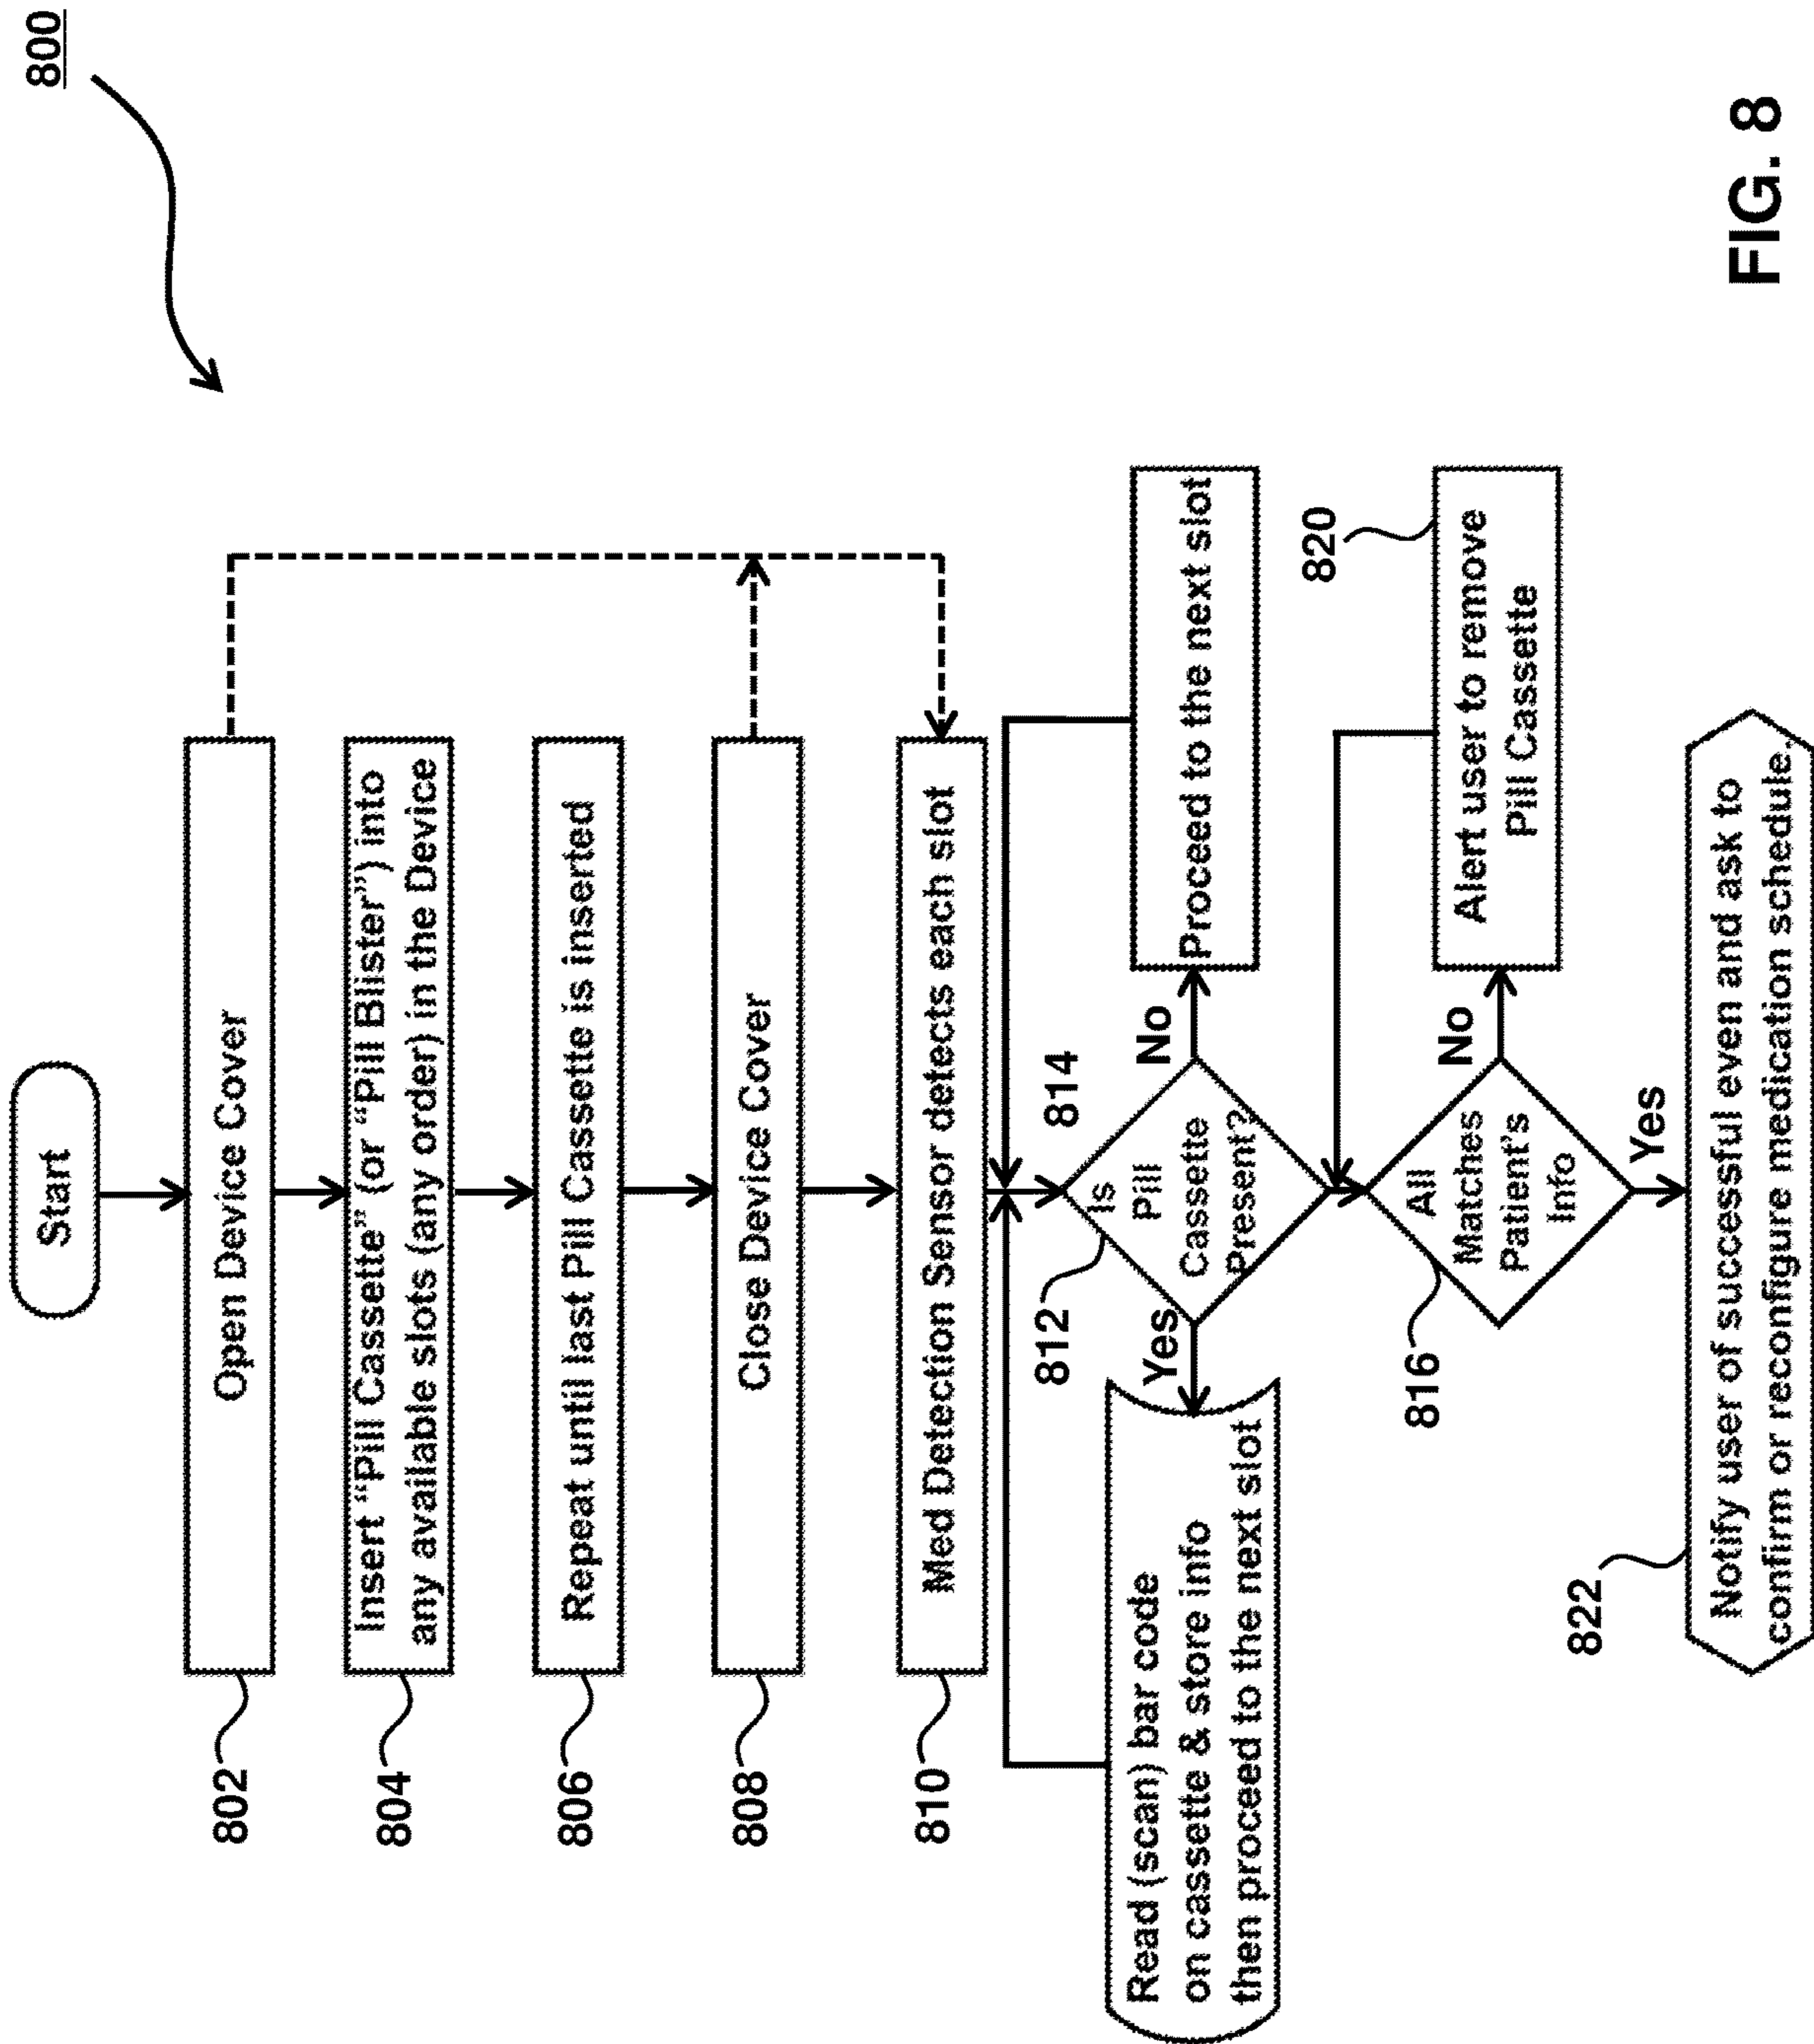 800
Start
802
Open Device Cover
804
Insert “Pill Cassette” (or “Pill Blister”) into
any available slots (any order) in the Device
806
Repeat until last Pill Cassette is inserted
808
Close Device Cover
810
Med Detection Sensor detects each slot
812
814
Is
Pill
Cassette
Present?
Yes
No
Read (scan) bar code
on cassette & store info
then proceed to the next slot
Proceed to the next slot
816
All
Matches
Patient's
Info
No
820
Alert user to remove
Pill Cassette
Yes
822
Notify user of successful even and ask to
confirm or reconfigure medication schedule.
FIG. 8